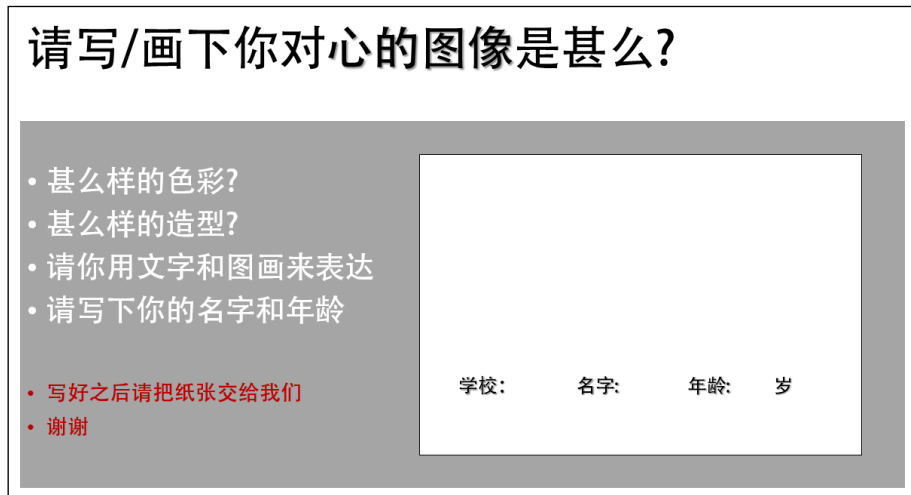 请写/画下你对心的图像是甚么?
• 甚么样的色彩?
• 甚么样的造型?
• 请你用文字和图画来表达
• 请写下你的名字和年龄
• 写好之后请把纸张交给我们
• 谢谢
学校: 名字: 年龄: 岁